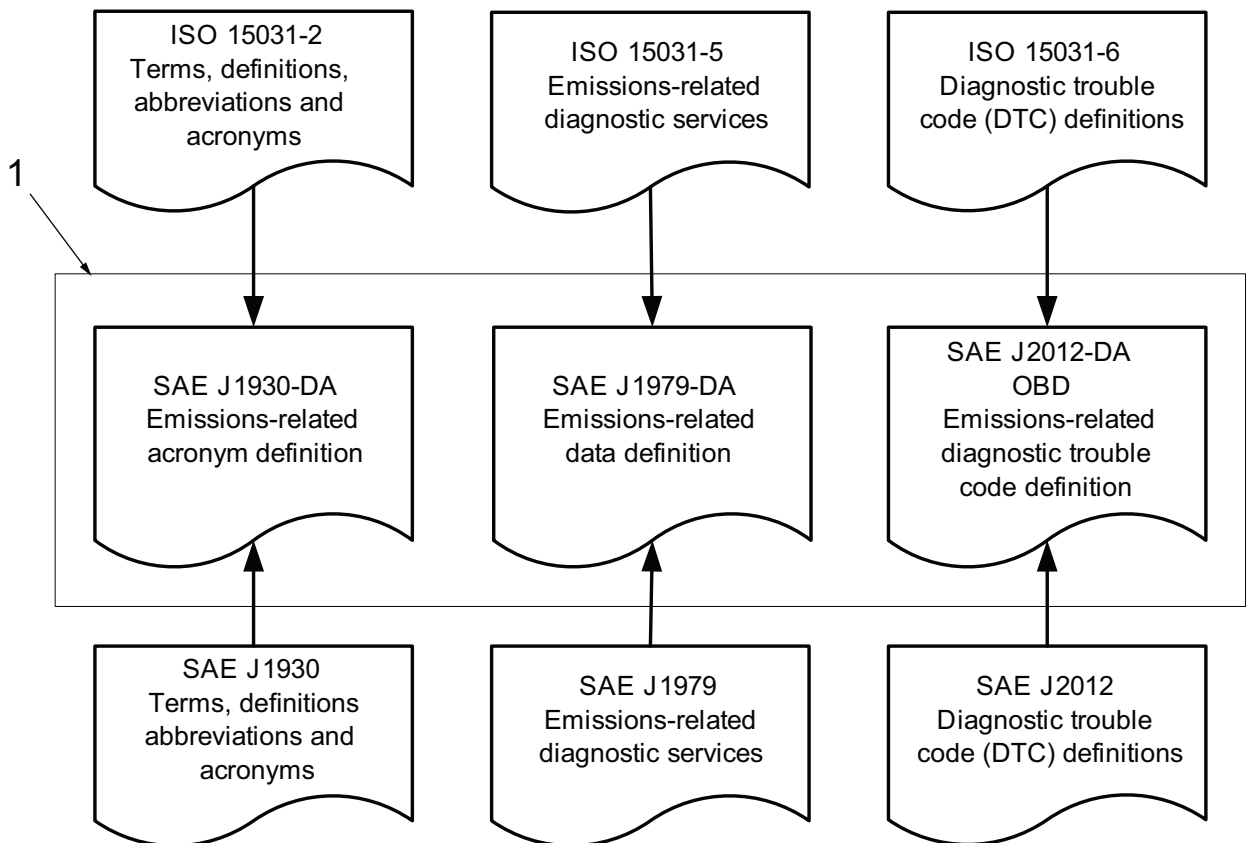 ISO 15031-2
Terms, definitions,
abbreviations and
acronyms
ISO 15031-5
Emissions-related
diagnostic services
ISO 15031-6
Diagnostic trouble
code (DTC) definitions
1
SAE J1930-DA
Emissions-related
acronym definition
SAE J1979-DA
Emissions-related
data definition
SAE J2012-DA
OBD
Emissions-related
diagnostic trouble
code definition
SAE J1930
Terms, definitions
abbreviations and
acronyms
SAE J1979
Emissions-related
diagnostic services
SAE J2012
Diagnostic trouble
code (DTC) definitions